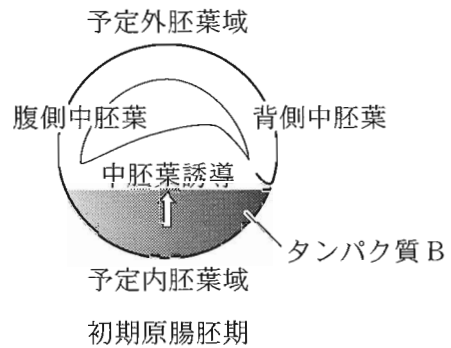 予定外胚葉域
腹側中胚葉
背側中胚葉
中胚葉誘導
タンパク質B
予定内胚葉域
初期原腸胚期